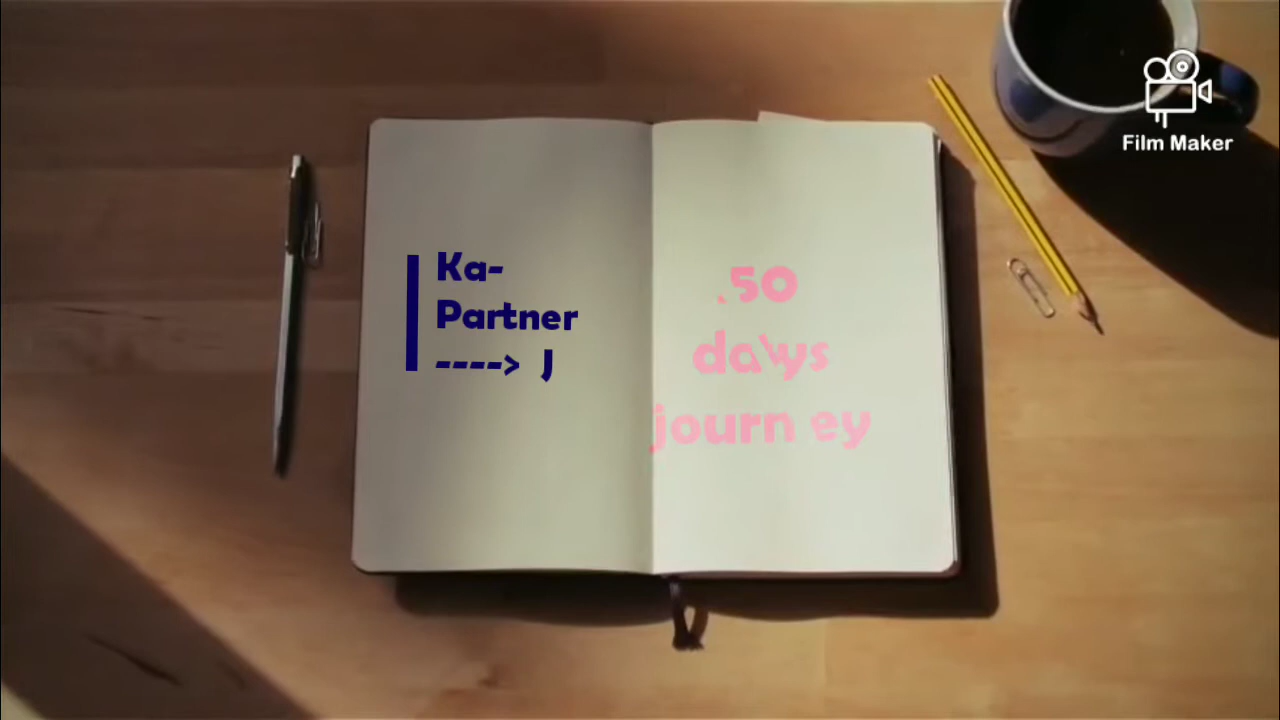 Ka-
Partner
----> J
.50
days
journ ey
Film Maker